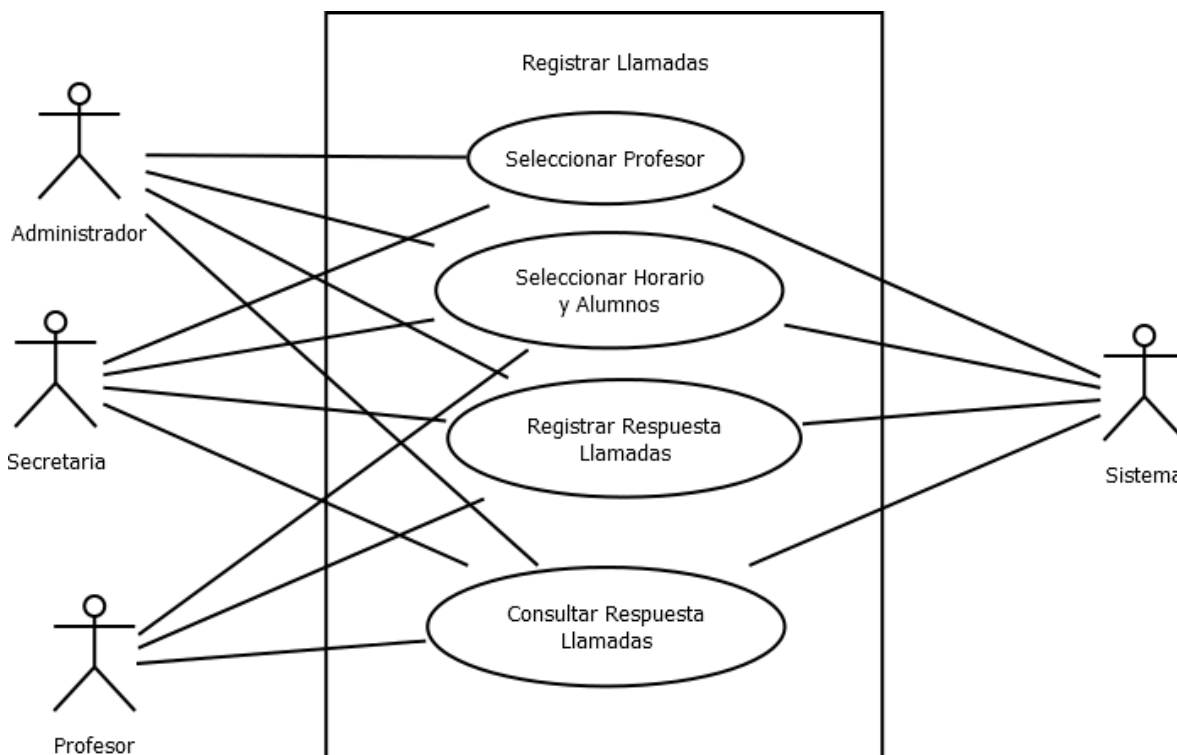 Registrar Llamadas
Seleccionar Profesor
Administrador
Seleccionar Horario
y Alumnos
Secretaria
Registrar Respuesta
Llamadas
Sistema
Consultar Respuesta
Llamadas
Profesor